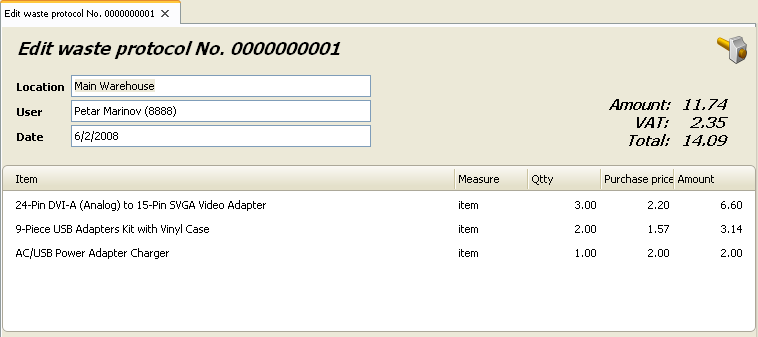 Edit waste protocol No. 0000000001
Edit waste protocol No. 0000000001
Location Main Warehouse
User Petar Marinov (8888)
Date 6/2/2008
Amount: 11.74
VAT: 2.35
Total: 14.09
Item Measure Qtty Purchase price Amount
24-Pin DVI-A (Analog) to 15-Pin SVGA Video Adapter item 3.00 2.20 6.60
9-Piece USB Adapters Kit with Vinyl Case item 2.00 1.57 3.14
AC/USB Power Adapter Charger item 1.00 2.00 2.00